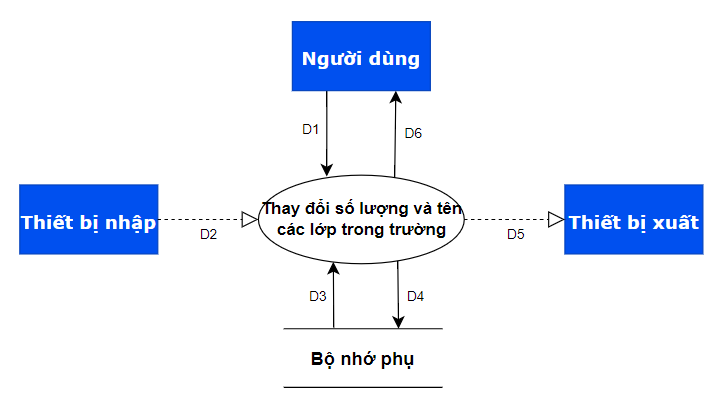 Người dùng
D1
D6
Thiết bị nhập
D2
Thay đổi số lượng và tên
các lớp trong trường
D5
Thiết bị xuất
D3
D4
Bộ nhớ phụ